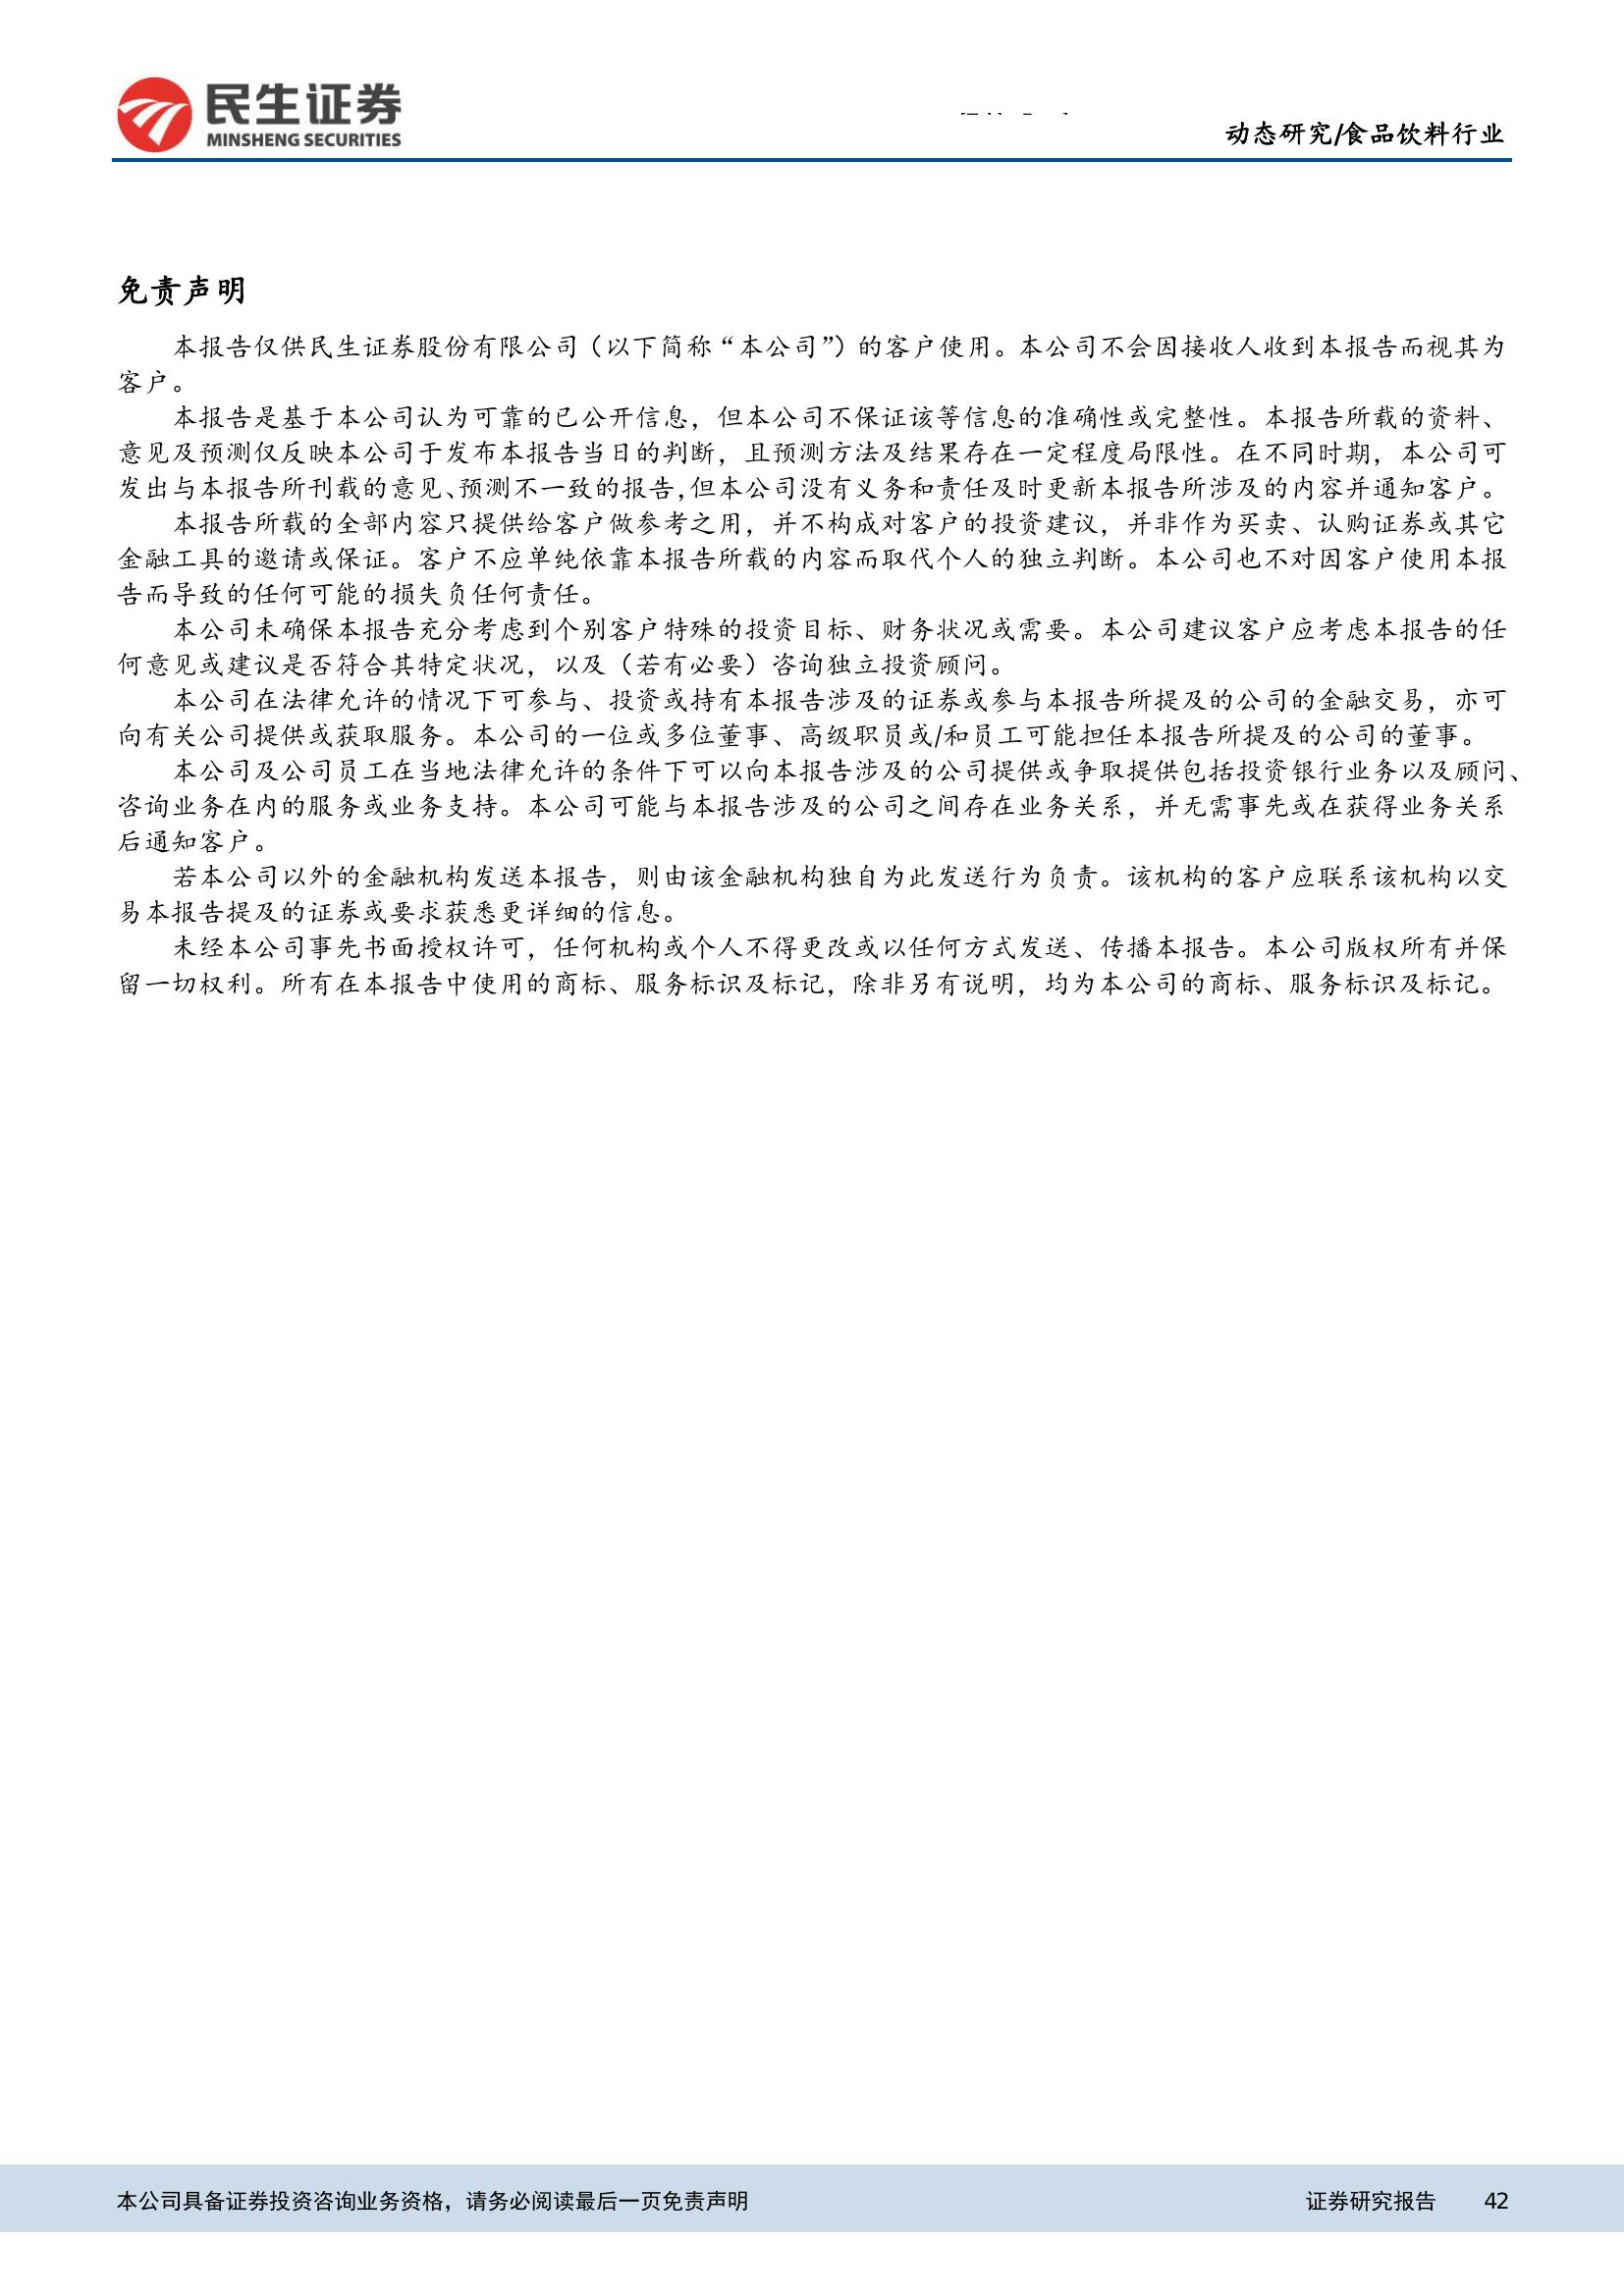 民生证券
MINSHENG SECURITIES
动态研究/食品饮料行业
免责声明
本报告仅供民生证券股份有限公司（以下简称“本公司”）的客户使用。本公司不会因接收人收到本报告而视其为
客户。
本报告是基于本公司认为可靠的已公开信息，但本公司不保证该等信息的准确性或完整性。本报告所载的资料、
意见及预测仅反映本公司于发布本报告当日的判断，且预测方法及结果存在一定程度局限性。在不同时期，本公司可
发出与本报告所刊载的意见、预测不一致的报告，但本公司没有义务和责任及时更新本报告所涉及的内容并通知客户。
本报告所载的全部内容只提供给客户做参考之用，并不构成对客户的投资建议，并非作为买卖、认购证券或其它
金融工具的邀请或保证。客户不应单纯依靠本报告所载的内容而取代个人的独立判断。本公司也不对因客户使用本报
告而导致的任何可能的损失负任何责任。
本公司未确保本报告充分考虑到个别客户特殊的投资目标、财务状况或需要。本公司建议客户应考虑本报告的任
何意见或建议是否符合其特定状况，以及（若有必要）咨询独立投资顾问。
本公司在法律允许的情况下可参与、投资或持有本报告涉及的证券或参与本报告所提及的公司的金融交易，亦可
向有关公司提供或获取服务。本公司的一位或多位董事、高级职员或/和员工可能担任本报告所提及的公司的董事。
本公司及公司员工在当地法律允许的条件下可以向本报告涉及的公司提供或争取提供包括投资银行业务以及顾问、
咨询业务在内的服务或业务支持。本公司可能与本报告涉及的公司之间存在业务关系，并无需事先或在获得业务关系
后通知客户。
若本公司以外的金融机构发送本报告，则由该金融机构独自为此发送行为负责。该机构的客户应联系该机构以交
易本报告提及的证券或要求获悉更详细的信息。
未经本公司事先书面授权许可，任何机构或个人不得更改或以任何方式发送、传播本报告。本公司版权所有并保
留一切权利。所有在本报告中使用的商标、服务标识及标记，除非另有说明，均为本公司的商标、服务标识及标记。
本公司具备证券投资咨询业务资格，请务必阅读最后一页免责声明
证券研究报告 42